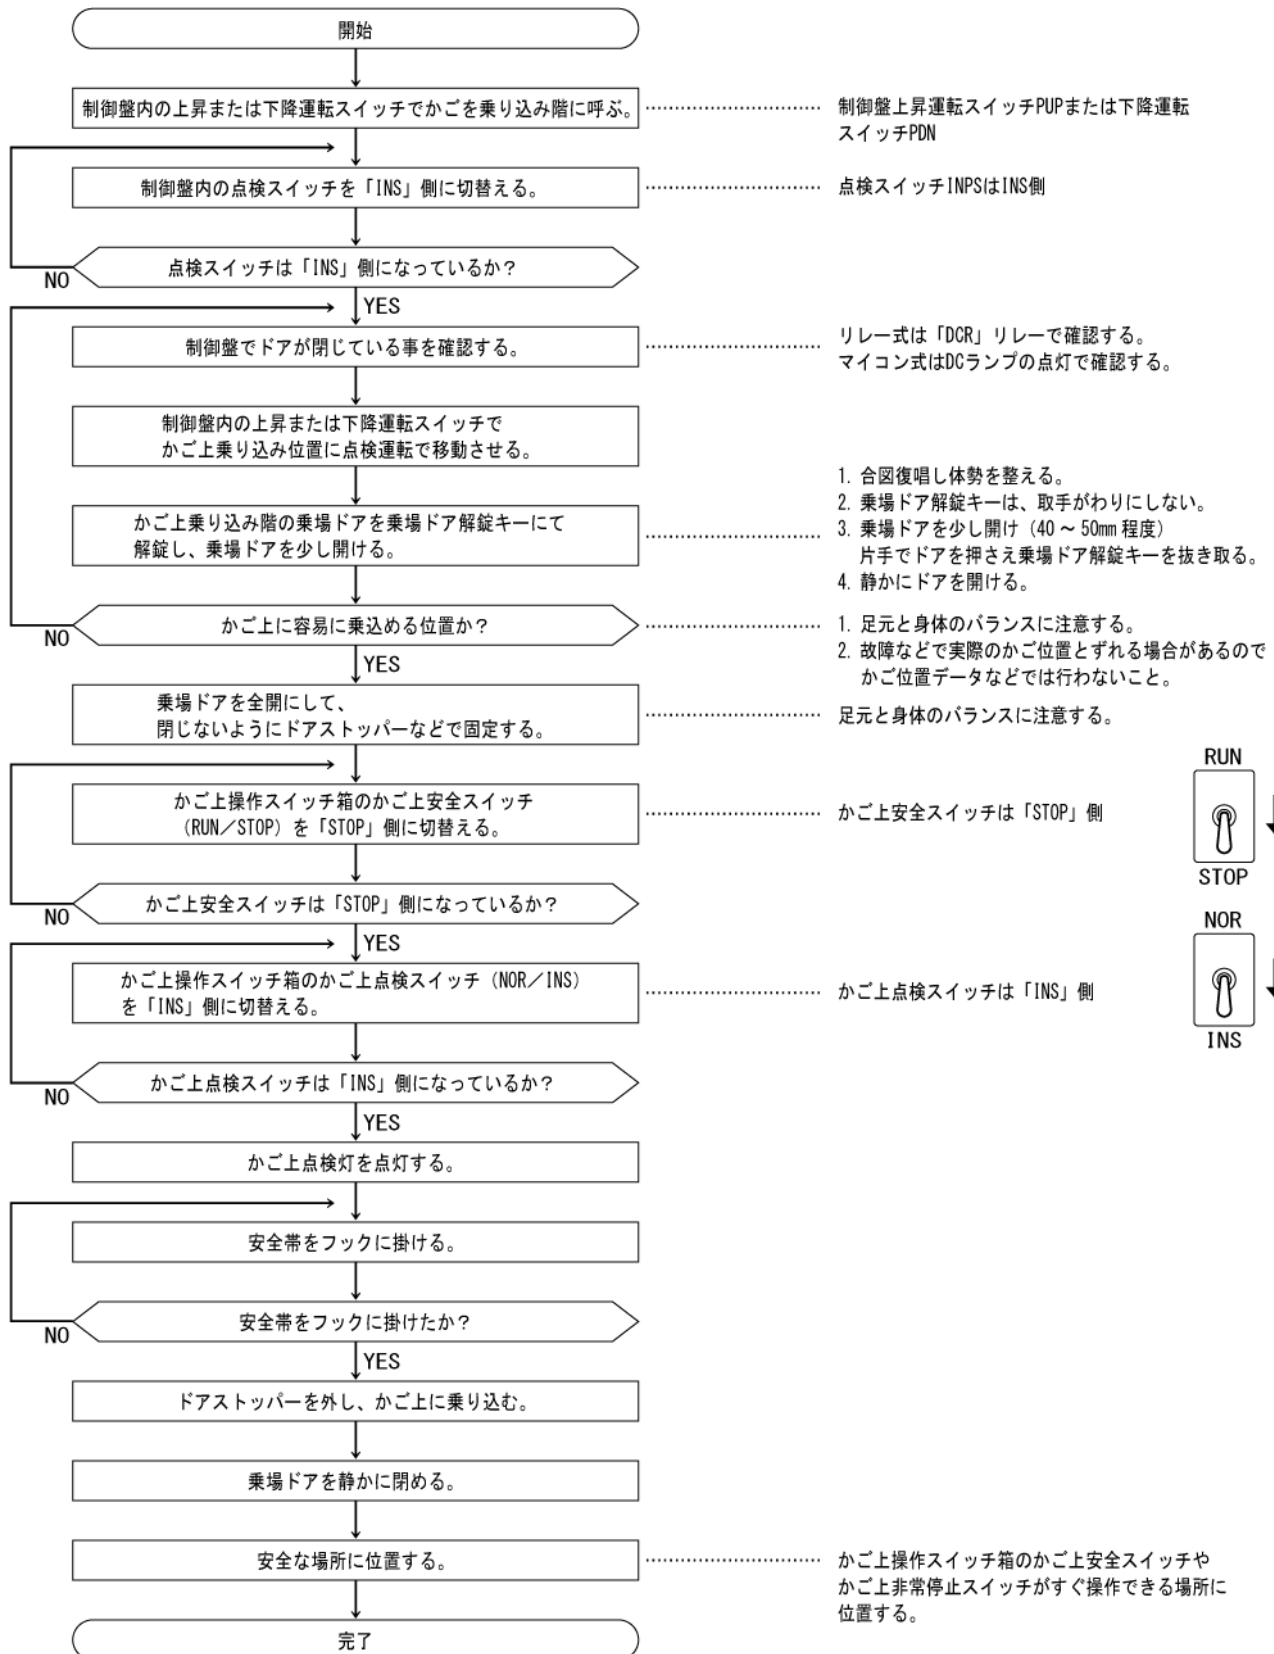 開始
制御盤内の上昇または下降運転スイッチでかごを乗り込み階に呼ぶ。
制御盤上昇運転スイッチPUPまたは下降運転
スイッチPDN
制御盤内の点検スイッチを「INS」側に切替える。
点検スイッチINPSはINS側
点検スイッチは「INS」側になっているか？
NO
YES
制御盤でドアが閉じている事を確認する。
リレー式は「DCR」リレーで確認する。
マイコン式はDCランプの点灯で確認する。
制御盤内の上昇または下降運転スイッチで
かご上乗り込み位置に点検運転で移動させる。
かご上乗り込み階の乗場ドアを乗場ドア解錠キーにて
解錠し、乗場ドアを少し開ける。
1. 合図復唱し体勢を整える。
2. 乗場ドア解錠キーは、取手がわりにしない。
3. 乗場ドアを少し開け（40 ～ 50mm 程度）
片手でドアを押さえ乗場ドア解錠キーを抜き取る。
4. 静かにドアを開ける。
かご上に容易に乗込める位置か？
NO
YES
1. 足元と身体のバランスに注意する。
2. 故障などで実際のかご位置とずれる場合があるので
かご位置データなどでは行わないこと。
乗場ドアを全開にして、
閉じないようにドアストッパーなどで固定する。
足元と身体のバランスに注意する。
かご上操作スイッチ箱のかご上安全スイッチ
（RUN／STOP）を「STOP」側に切替える。
かご上安全スイッチは「STOP」側
RUN
STOP
かご上安全スイッチは「STOP」側になっているか？
NO
YES
かご上操作スイッチ箱のかご上点検スイッチ（NOR／INS）
を「INS」側に切替える。
かご上点検スイッチは「INS」側
NOR
INS
かご上点検スイッチは「INS」側になっているか？
NO
YES
かご上点検灯を点灯する。
安全帯をフックに掛ける。
安全帯をフックに掛けたか？
NO
YES
ドアストッパーを外し、かご上に乗り込む。
乗場ドアを静かに閉める。
安全な場所に位置する。
かご上操作スイッチ箱のかご上安全スイッチや
かご上非常停止スイッチがすぐ操作できる場所に
位置する。
完了